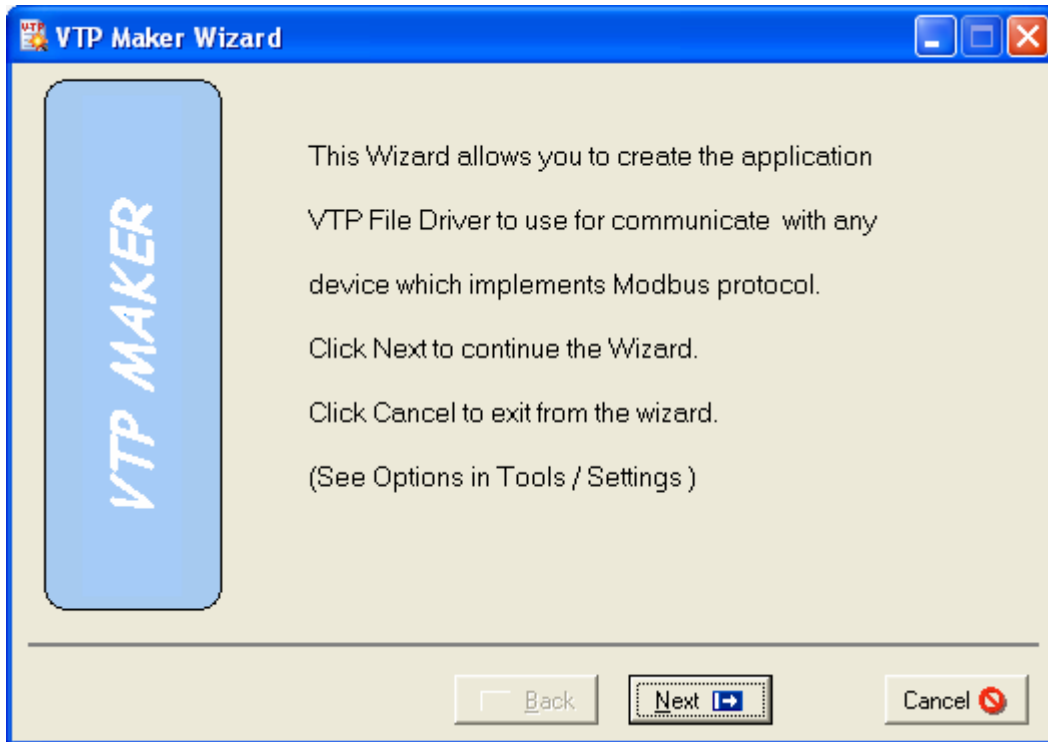 VTP Maker Wizard
VTP MAKER
This Wizard allows you to create the application
VTP File Driver to use for communicate  with any
device which implements Modbus protocol.
Click Next to continue the Wizard.
Click Cancel to exit from the wizard.
(See Options in Tools / Settings )
Back
Next
Cancel